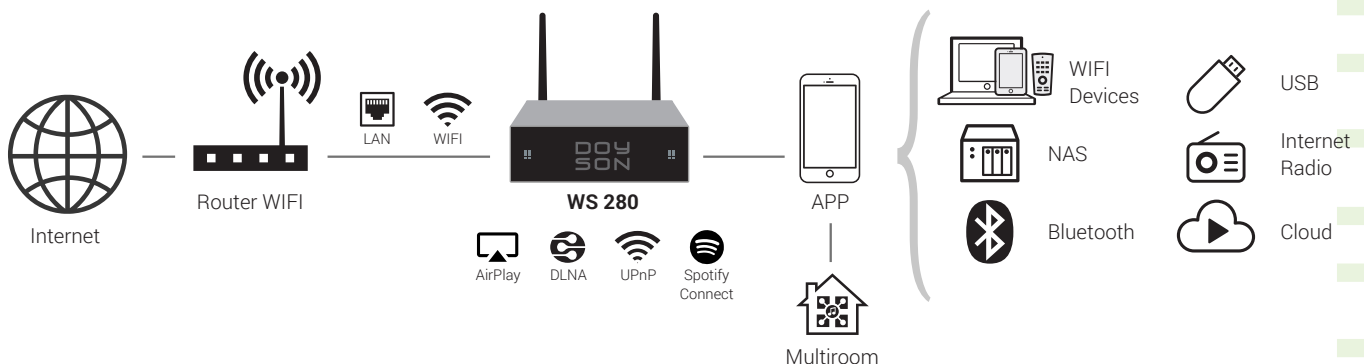 Internet
Router WIFI
LAN
WIFI
DOY
SON
WS 280
AirPlay
DLNA
UPnP
Spotify
Connect
APP
Multiroom
WIFI
Devices
USB
NAS
Internet
Radio
Bluetooth
Cloud